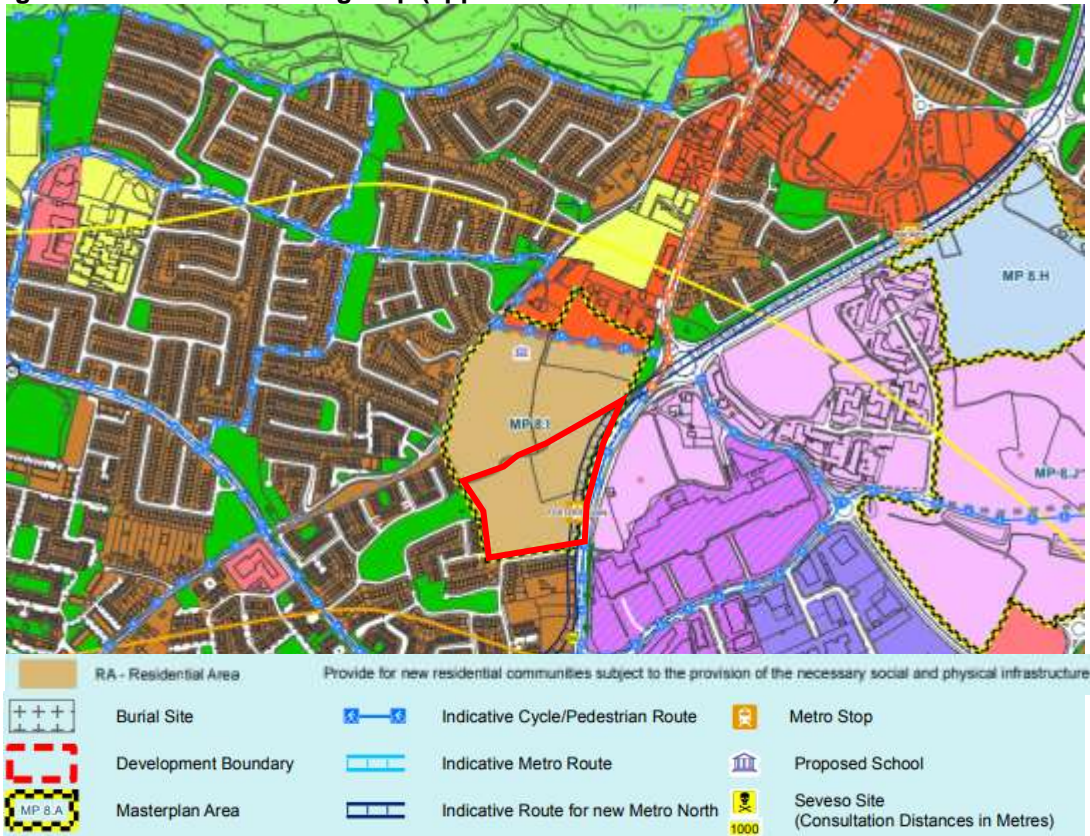 MP 8.H
MP 8.I
MP 8.J
RA - Residential Area
Provide for new residential communities subject to the provision of the necessary social and physical infrastructure
Burial Site
Indicative Cycle/Pedestrian Route
Metro Stop
Development Boundary
Indicative Metro Route
Proposed School
MP 8.A
Masterplan Area
Indicative Route for new Metro North
1000
Seveso Site
(Consultation Distances in Metres)